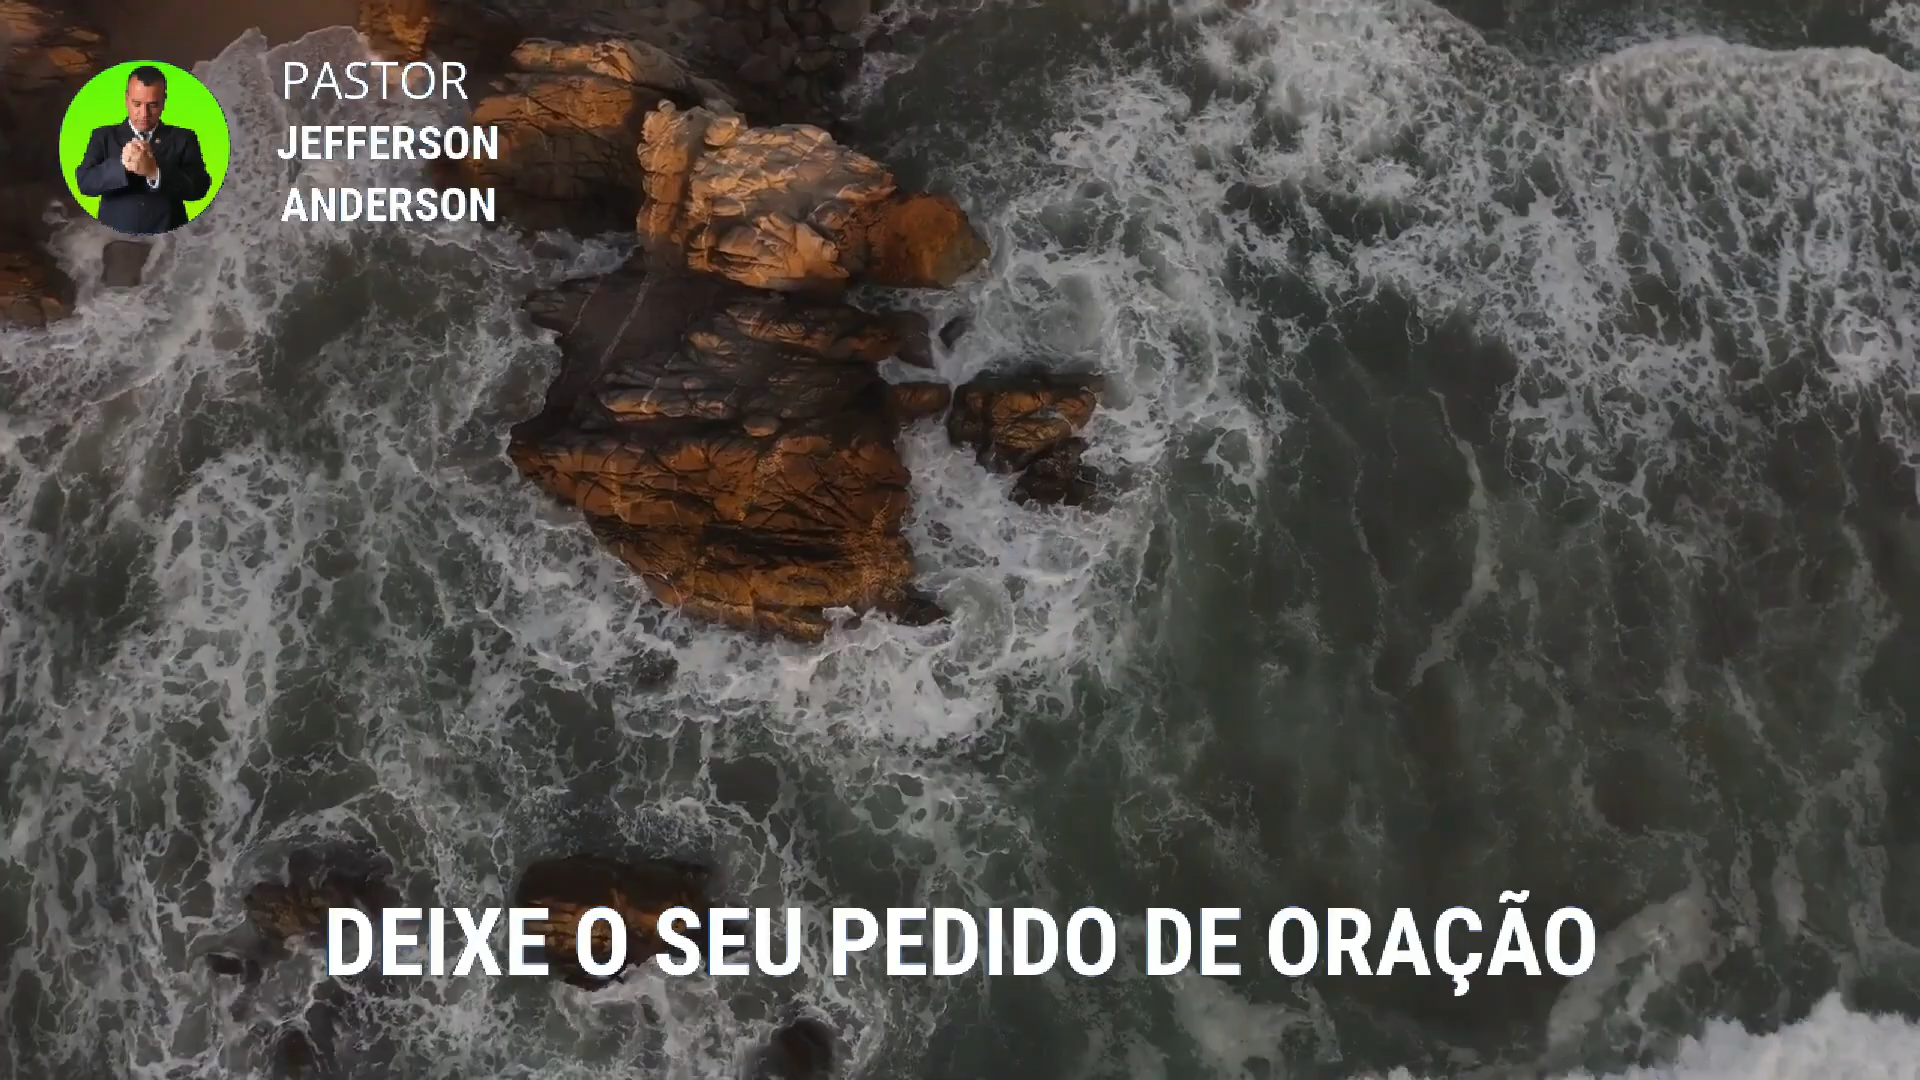 PASTOR
JEFFERSON
ANDERSON
DEIXE O SEU PEDIDO DE ORAÇÃO